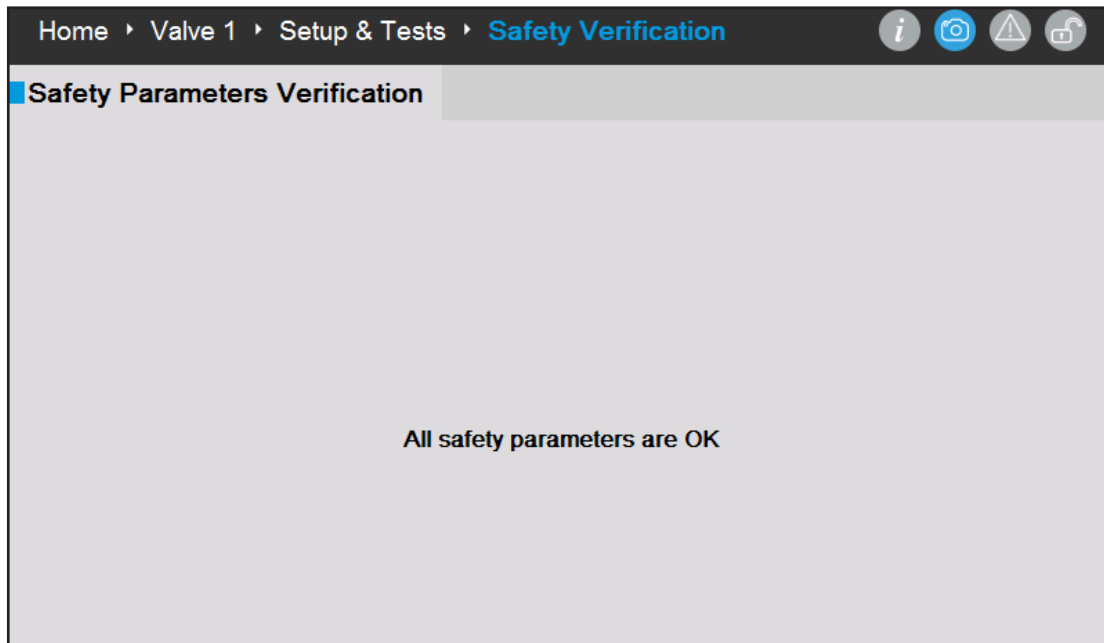 Home ‣ Valve 1 ‣ Setup & Tests ‣ Safety Verification
Safety Parameters Verification
All safety parameters are OK